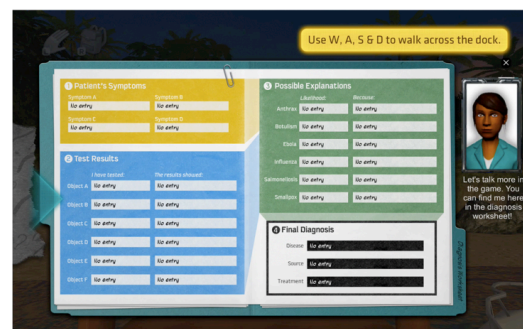 Use W, A, S & D to walk across the dock.
1 Patient's Symptoms
Symptom A Symptom B
No entry No entry
Symptom C Symptom D
No entry No entry
2 Test Results
I have tested: The results showed:
Object A No entry No entry
Object B No entry No entry
Object C No entry No entry
Object D No entry No entry
Object E No entry No entry
Object F No entry No entry
3 Possible Explanations
Likelihood: Because:
Anthrax No entry No entry
Botulism No entry No entry
Ebola No entry No entry
Influenza No entry No entry
Salmonellosis No entry No entry
Smallpox No entry No entry
4 Final Diagnosis
Disease No entry
Source No entry
Treatment No entry
Diagnosis Worksheet
Let's talk more in
the game. You
can find me here
in the diagnosis
worksheet!